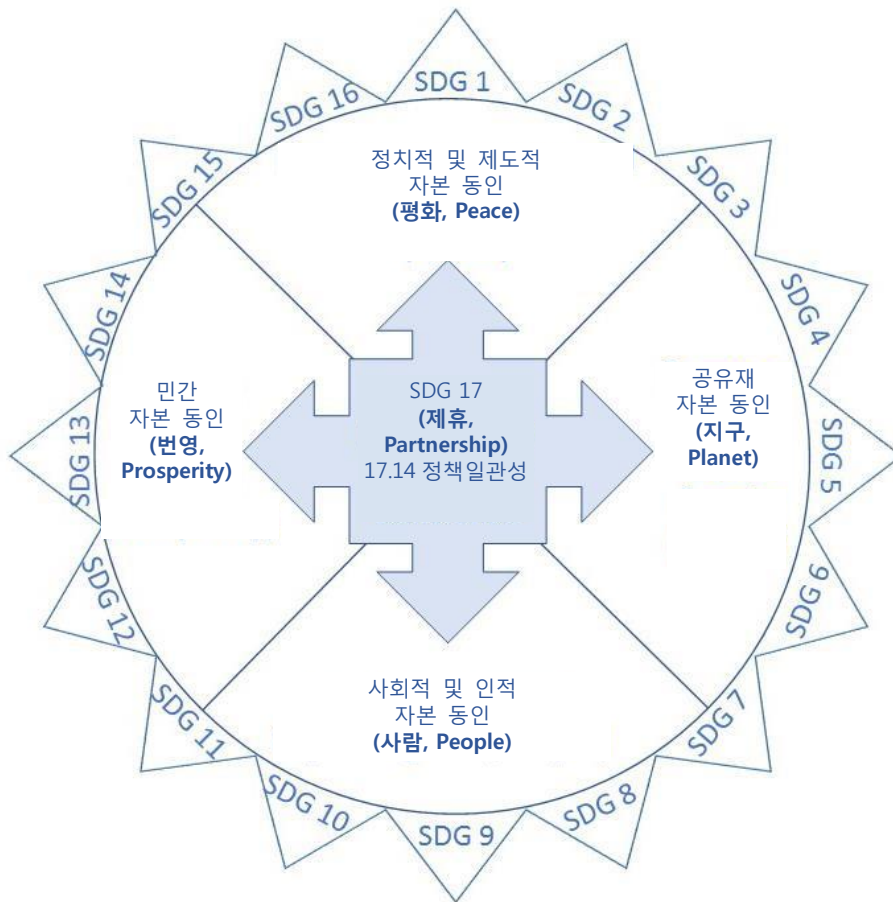 SDG 1
SDG 2
SDG 3
SDG 4
SDG 5
SDG 6
SDG 7
SDG 8
SDG 9
SDG 10
SDG 11
SDG 12
SDG 13
SDG 14
SDG 15
SDG 16
정치적 및 제도적
자본 동인
(평화, Peace)
민간
자본 동인
(번영,
Prosperity)
SDG 17
(제휴,
Partnership)
17.14 정책일관성
공유재
자본 동인
(지구,
Planet)
사회적 및 인적
자본 동인
(사람, People)